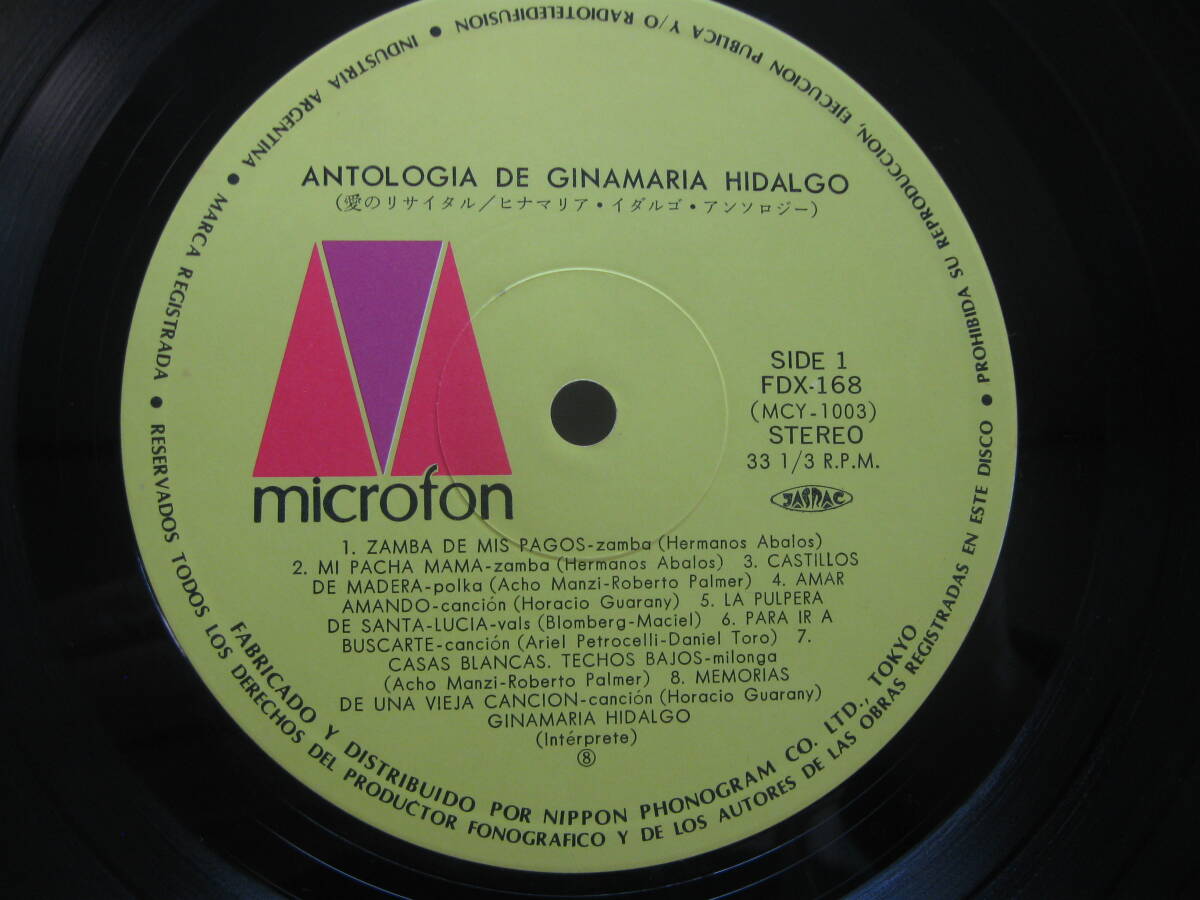 ANTOLOGIA DE GINAMARIA HIDALGO
(愛のリサイタル/ヒナマリア・イダルゴ・アンソロジー)
microfon
SIDE 1
FDX-168
(MCY-1003)
STEREO
33 1/3 R.P.M.
JASRAC
1. ZAMBA DE MIS PAGOS-zamba (Hermanos Abalos)
2. MI PACHA MAMA-zamba (Hermanos Abalos) 3. CASTILLOS
DE MADERA-polka (Acho Manzi-Roberto Palmer) 4. AMAR
AMANDO-canción (Horacio Guarany) 5. LA PULPERA
DE SANTA-LUCIA-vals (Blomberg-Maciel) 6. PARA IR A
BUSCARTE-canción (Ariel Petrocelli-Daniel Toro) 7.
CASAS BLANCAS. TECHOS BAJOS-milonga
(Acho Manzi-Roberto Palmer) 8. MEMORIAS
DE UNA VIEJA CANCION-canción (Horacio Guarany)
GINAMARIA HIDALGO
(Intérprete)
⑧
FABRICADO Y DISTRIBUIDO POR NIPPON PHONOGRAM CO. LTD., TOKYO
INDUSTRIA ARGENTINA • MARCA REGISTRADA • RESERVADOS TODOS LOS DERECHOS DEL PRODUCTOR FONOGRAFICO Y DE LOS AUTORES DE LAS OBRAS REGISTRADAS EN ESTE DISCO • PROHIBIDA SU REPRODUCCION, EJECUCION PUBLICA Y/O RADIOTELEDIFUSION •